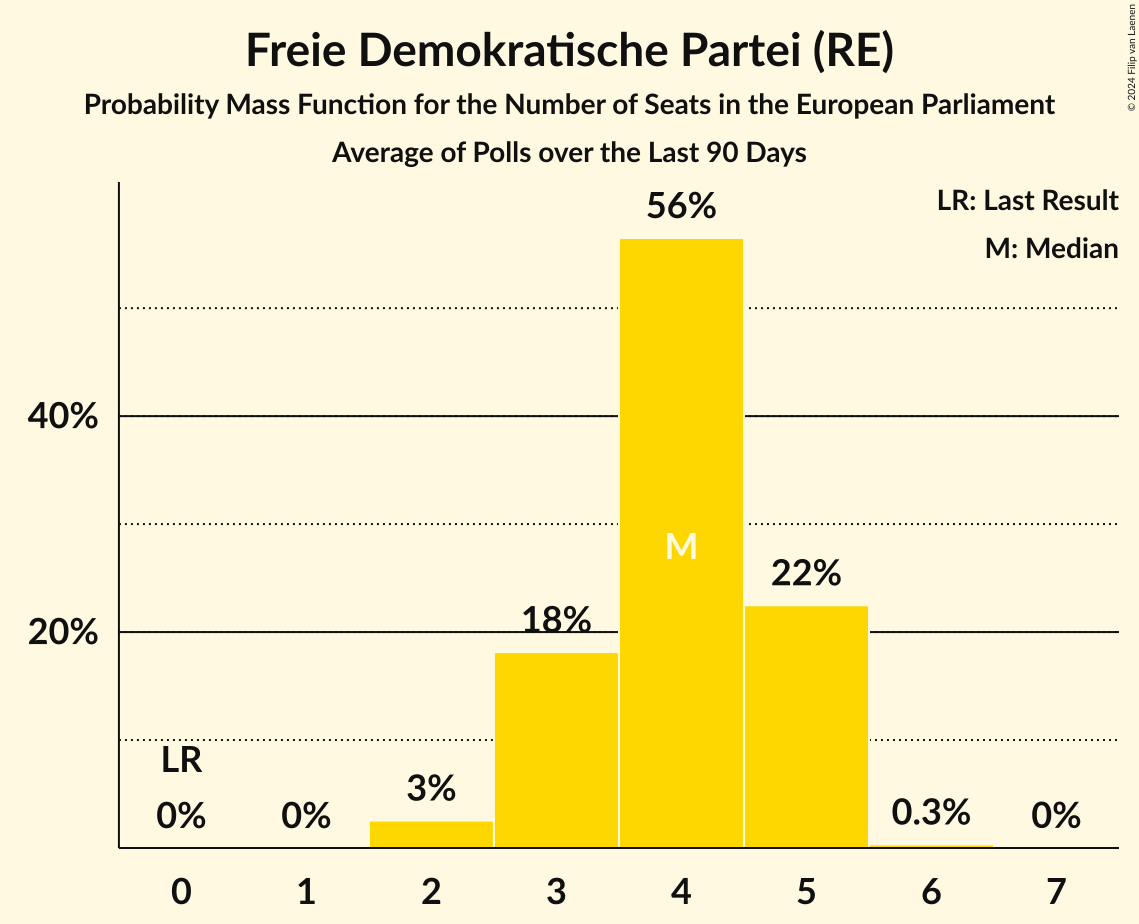 Freie Demokratische Partei (RE)
Probability Mass Function for the Number of Seats in the European Parliament
Average of Polls over the Last 90 Days
© 2024 Filip van Laenen
LR: Last Result
M: Median
56%
40%
M
22%
20%
18%
LR
3%
0%
0%
0.3%
0%
0 1 2 3 4 5 6 7